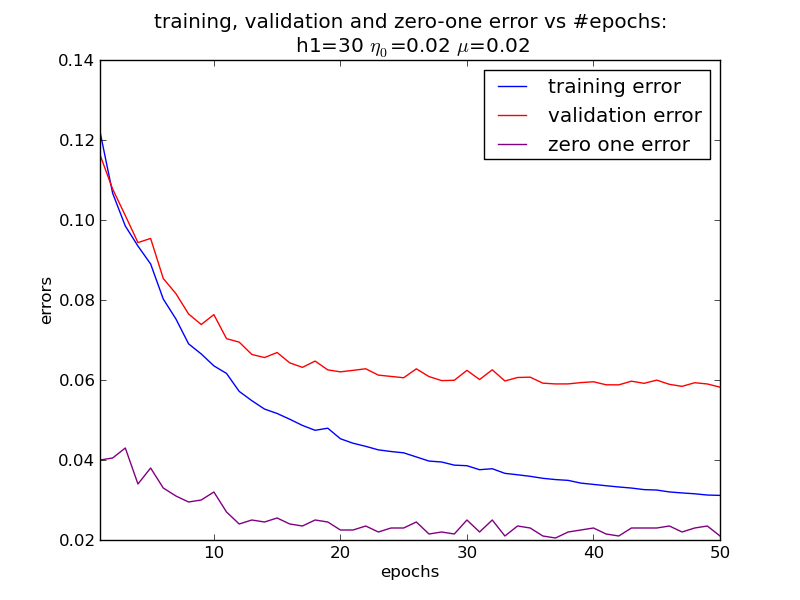 training, validation and zero-one error vs #epochs:
h1=30 η₀=0.02 μ=0.02
0.14
0.12
0.10
0.08
0.06
0.04
0.02
errors
training error
validation error
zero one error
10
20
30
40
50
epochs